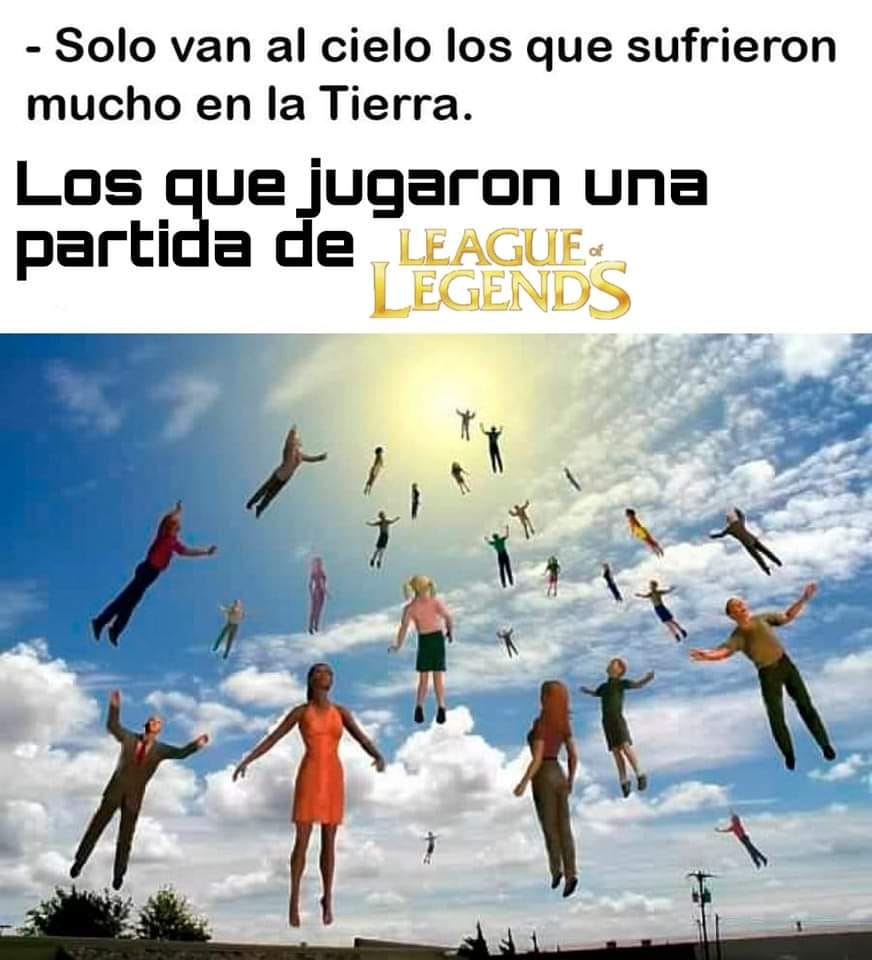 - Solo van al cielo los que sufrieron
mucho en la Tierra.
Los que jugaron una
partida de LEAGUE of
LEGENDS